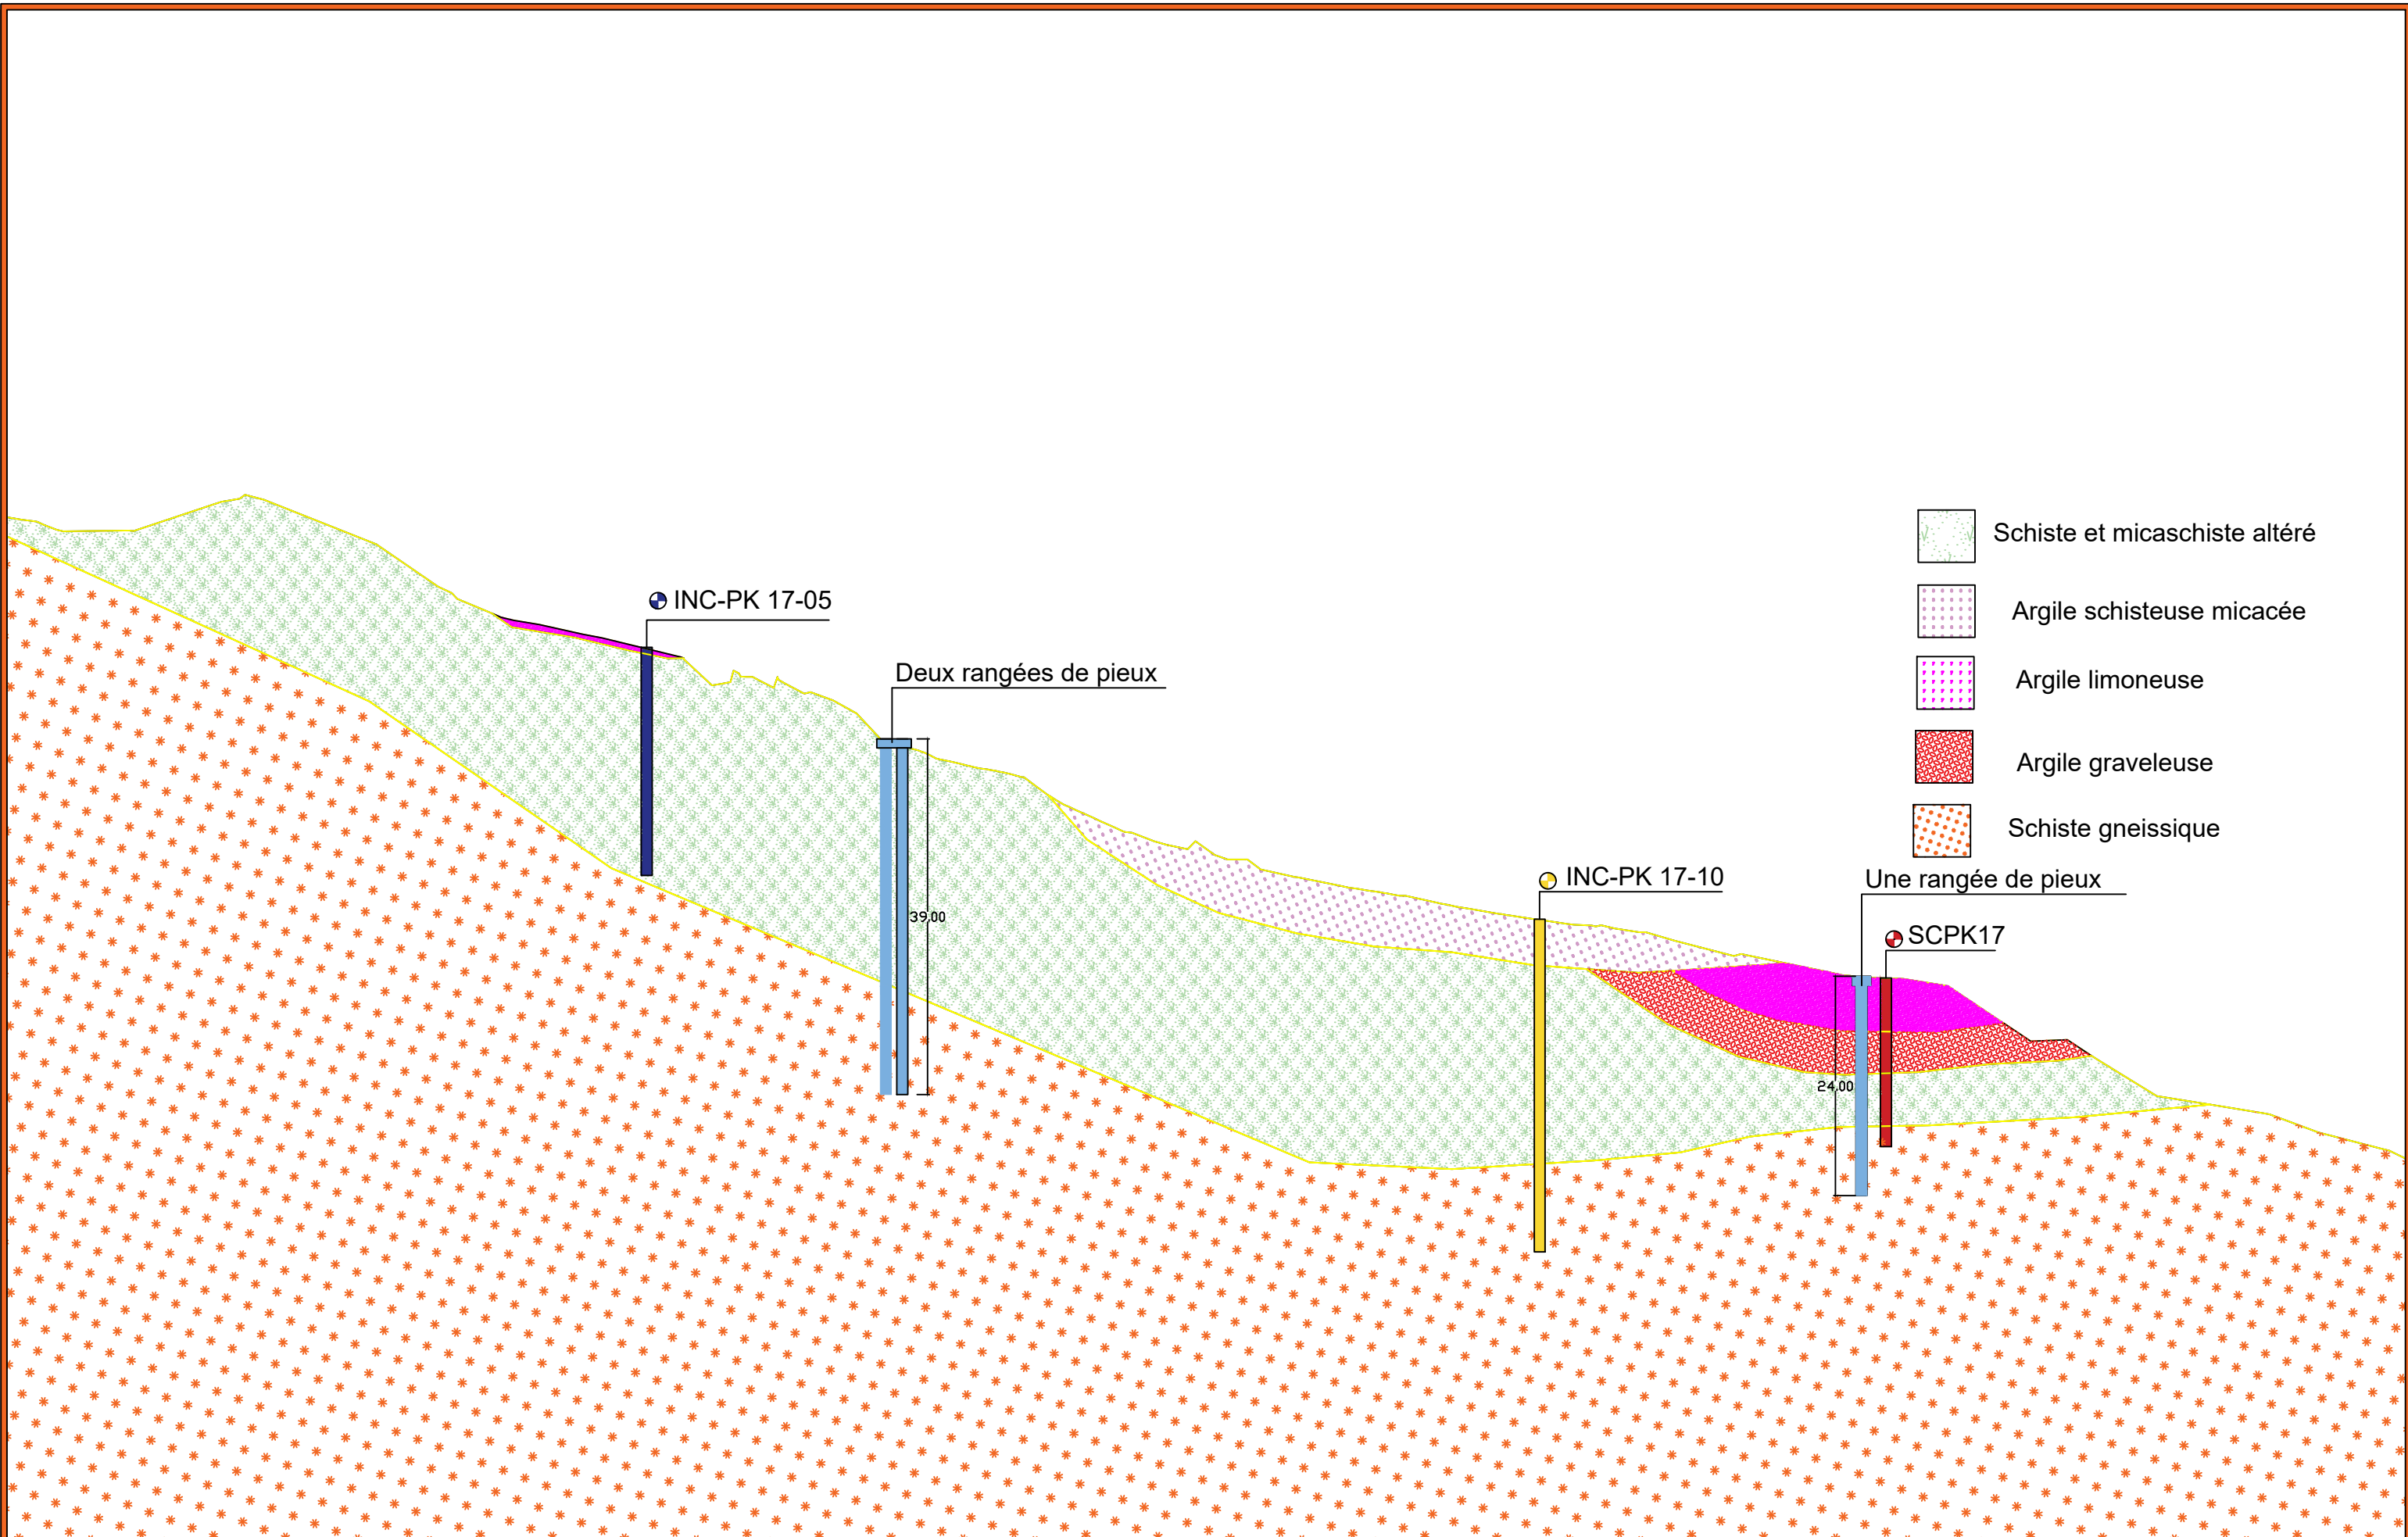 Schiste et micaschiste altéré
INC-PK 17-05
Argile schisteuse micacée
Deux rangées de pieux
Argile limoneuse
Argile graveleuse
Schiste gneissique
INC-PK 17-10
Une rangée de pieux
39,00
SCPK17
24,00